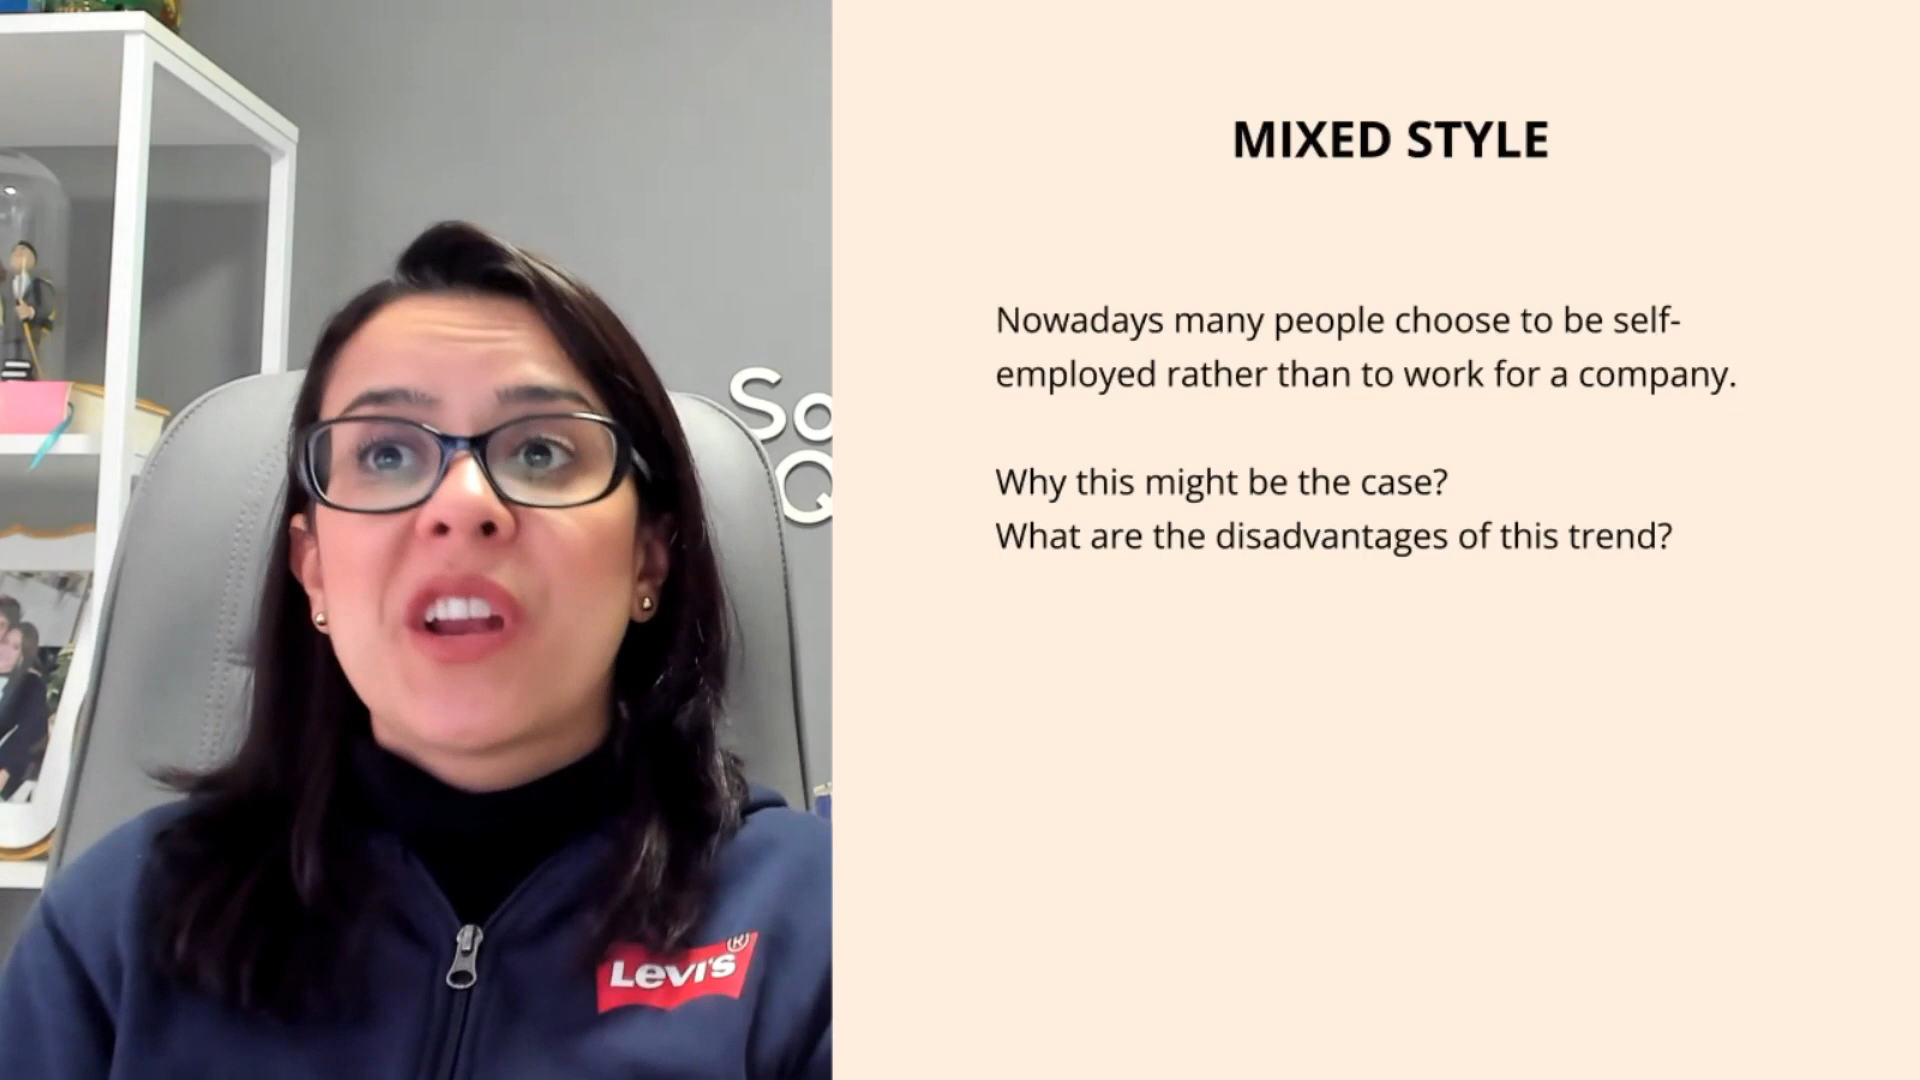 MIXED STYLE
Nowadays many people choose to be self-
employed rather than to work for a company.
Why this might be the case?
What are the disadvantages of this trend?
So
Q
Levi's®